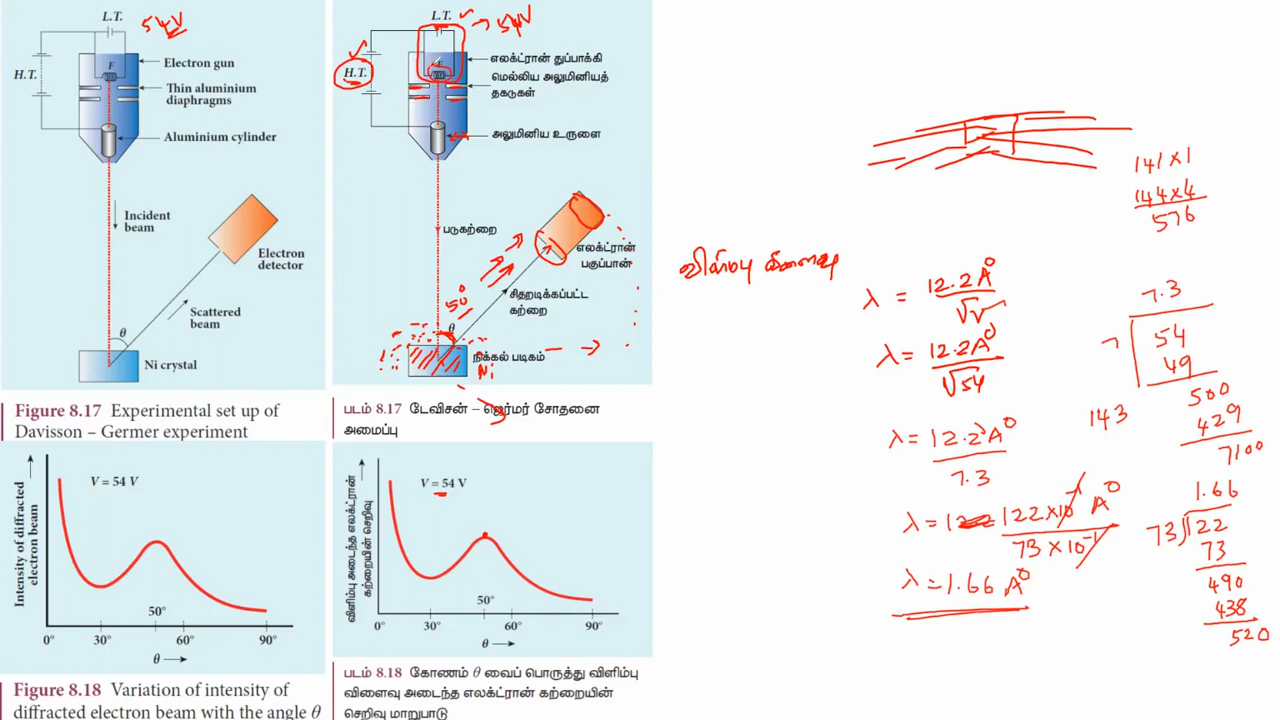 54V
L.T.
H.T.
F
Electron gun
Thin aluminium
diaphragms
Aluminium cylinder
Incident
beam
Electron
detector
Scattered
beam
θ
Ni crystal
Figure 8.17 Experimental set up of
Davisson – Germer experiment
Intensity of diffracted
electron beam
V = 54 V
50°
0° 30° 60° 90°
θ
Figure 8.18 Variation of intensity of
diffracted electron beam with the angle θ
L.T.
54V
H.T.
எலக்ட்ரான் துப்பாக்கி
மெல்லிய அலுமினியத்
தகடுகள்
அலுமினிய உருளை
படுகற்றை
எலக்ட்ரான்
பகுப்பான்
50°
சிதறடிக்கப்பட்ட
கற்றை
θ
நிக்கல் படிகம்
Ni
படம் 8.17 டேவிசன் – ஜெர்மர் சோதனை
அமைப்பு
விளிம்பு அடைந்த எலக்ட்ரான்
கற்றையின் செறிவு
V = 54 V
50°
0° 30° 60° 90°
θ
படம் 8.18 கோணம் θ வைப் பொருத்து விளிம்பு
விளைவு அடைந்த எலக்ட்ரான் கற்றையின்
செறிவு மாறுபாடு
விளிம்பு விளைவு
λ = 12.2A⁰/√V
λ = 12.2A⁰/√54
λ = 12.2A⁰/7.3
λ = 122×10⁻¹ A⁰/73×10⁻¹
λ = 1.66 A⁰
141×1
144×4
576
7.3
7
54
49
500
143
429
7100
1.66
73 122
73
490
438
520